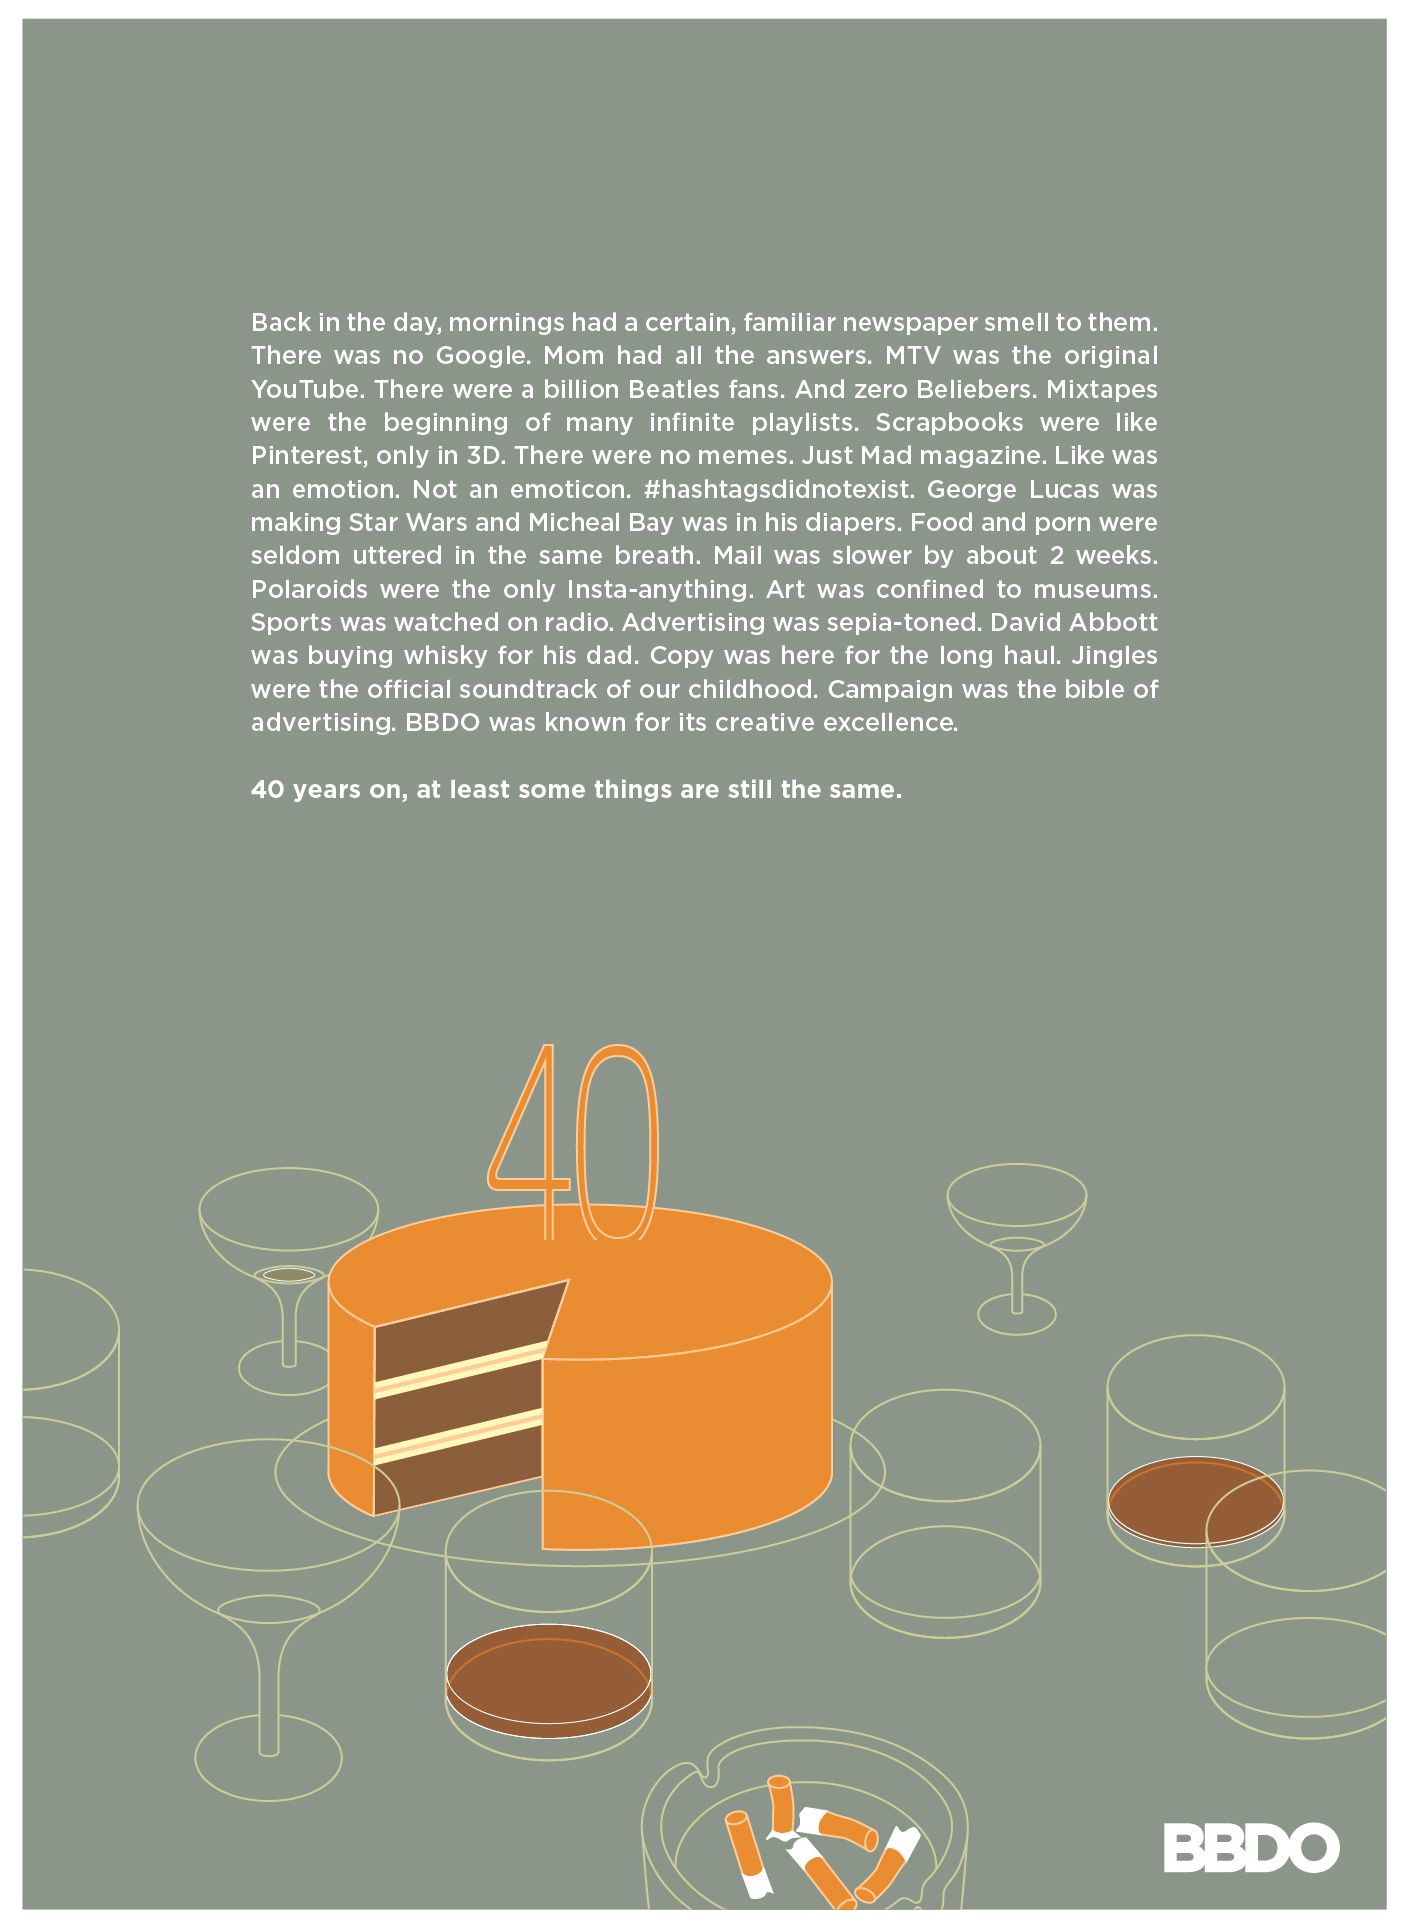 Back in the day, mornings had a certain, familiar newspaper smell to them.
There was no Google. Mom had all the answers. MTV was the original
YouTube. There were a billion Beatles fans. And zero Beliebers. Mixtapes
were the beginning of many infinite playlists. Scrapbooks were like
Pinterest, only in 3D. There were no memes. Just Mad magazine. Like was
an emotion. Not an emoticon. #hashtagsdidnotexist. George Lucas was
making Star Wars and Micheal Bay was in his diapers. Food and porn were
seldom uttered in the same breath. Mail was slower by about 2 weeks.
Polaroids were the only Insta-anything. Art was confined to museums.
Sports was watched on radio. Advertising was sepia-toned. David Abbott
was buying whisky for his dad. Copy was here for the long haul. Jingles
were the official soundtrack of our childhood. Campaign was the bible of
advertising. BBDO was known for its creative excellence.
40 years on, at least some things are still the same.
40
BBDO